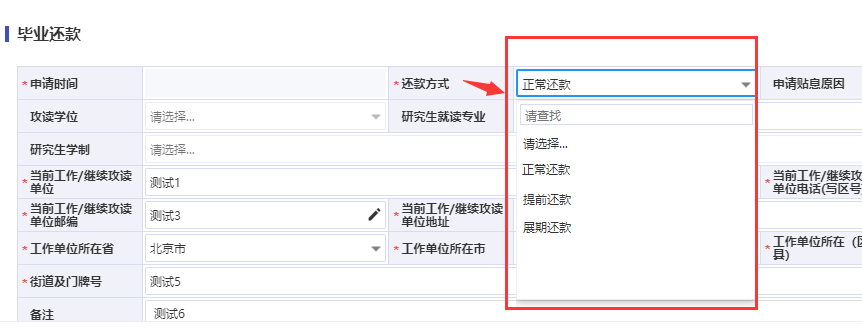 毕业还款
*申请时间
*还款方式
正常还款
申请贴息原因
攻读学位
请选择...
研究生就读专业
请查找
请选择...
正常还款
提前还款
展期还款
研究生学制
请选择...
*当前工作/继续攻读
单位
测试1
*当前工作/继续攻
单位电话(写区号
*当前工作/继续攻读
单位邮编
测试3
*当前工作/继续攻读
单位地址
*工作单位所在省
北京市
*工作单位所在市
*工作单位所在（区
县)
*街道及门牌号
测试5
备注
测试6